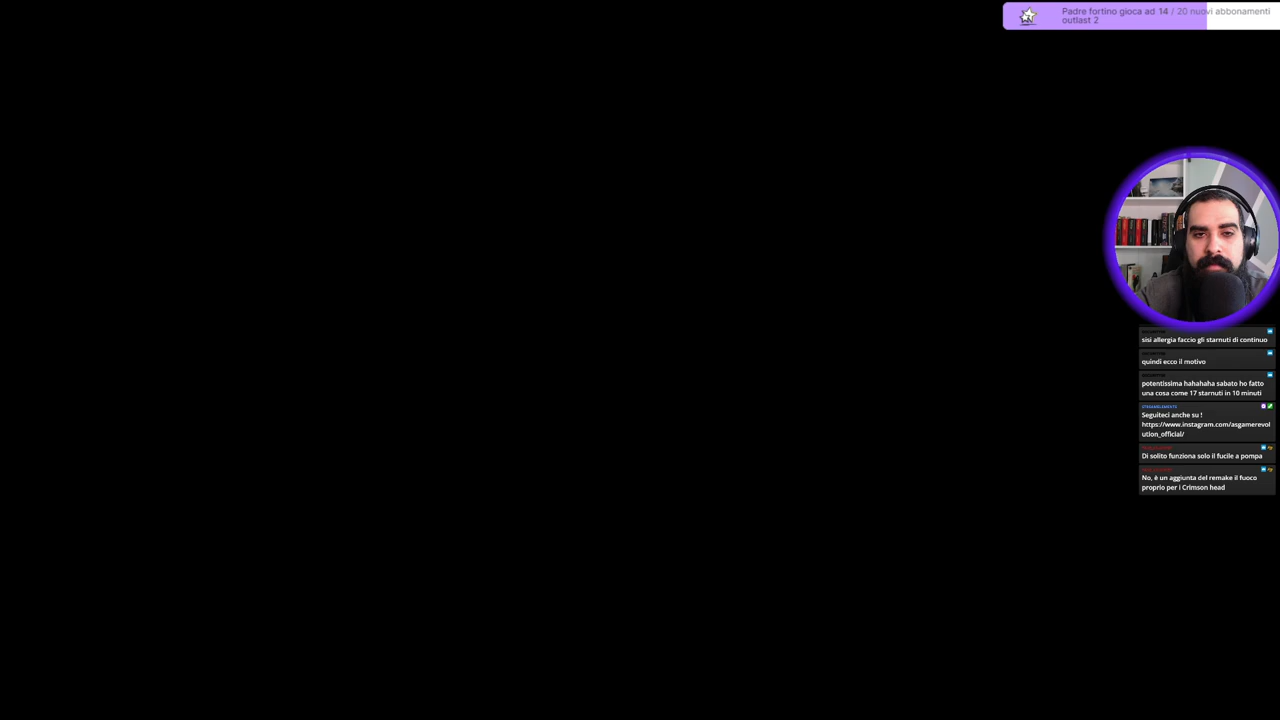 Padre fortino gioca ad
outlast 2
14 / 20 nuovi abbonamenti
sisi allergia faccio gli starnuti di continuo
quindi ecco il motivo
potentissima hahahaha sabato ho fatto
una cosa come 17 starnuti in 10 minuti
Seguiteci anche su !
https://www.instagram.com/asgamerevol
ution_official/
Di solito funziona solo il fucile a pompa
No, è un aggiunta del remake il fuoco
proprio per i Crimson head